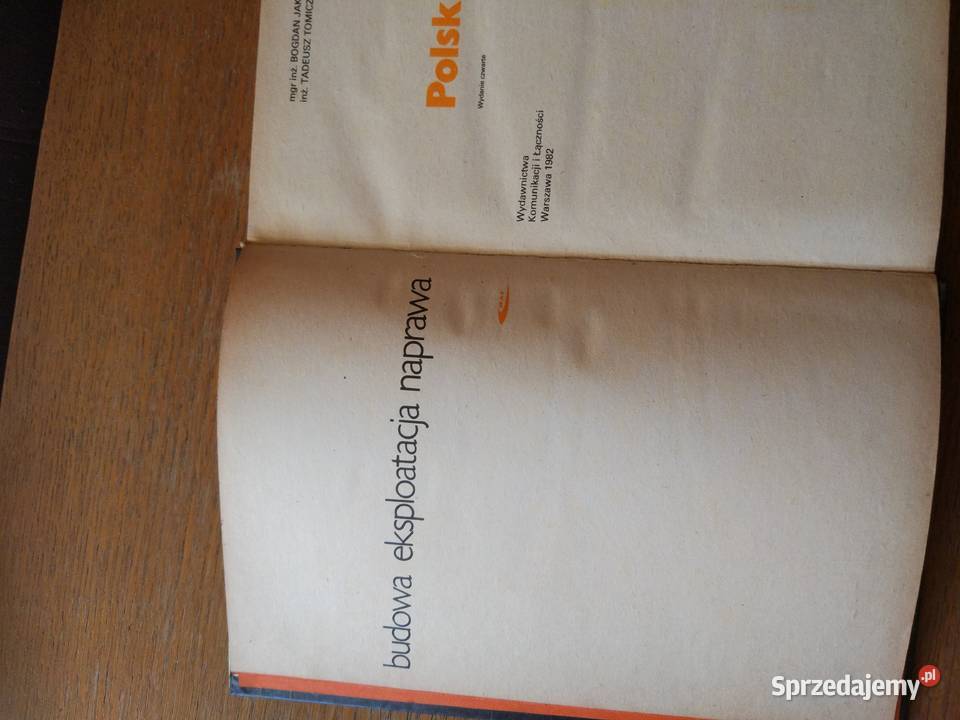 budowa eksploatacja naprawa
mgr inż. BOGDAN JAK
inż. TADEUSZ TOMICZ
Polsk
Wydanie czwarte
Wydawnictwa
Komunikacji i Łączności
Warszawa 1982
Sprzedajemy.pl